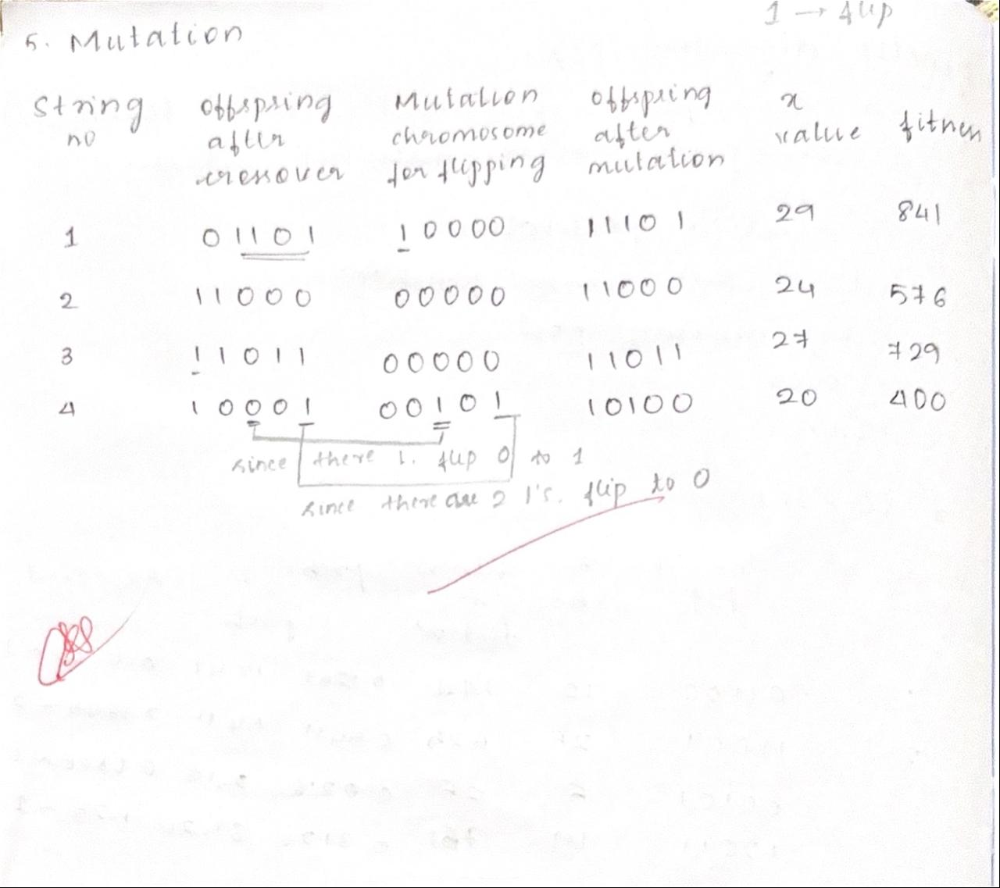 1 → flip
5. Mutation
String no offspring after crossover Mutation chromosome for flipping offspring after mutation x value fitness
1 01101 10000 11101 29 841
2 11000 00000 11000 24 576
3 11011 00000 11011 27 729
4 10001 00101 10100 20 400
since there 1. flip 0 to 1
since there are 2 1's. flip to 0